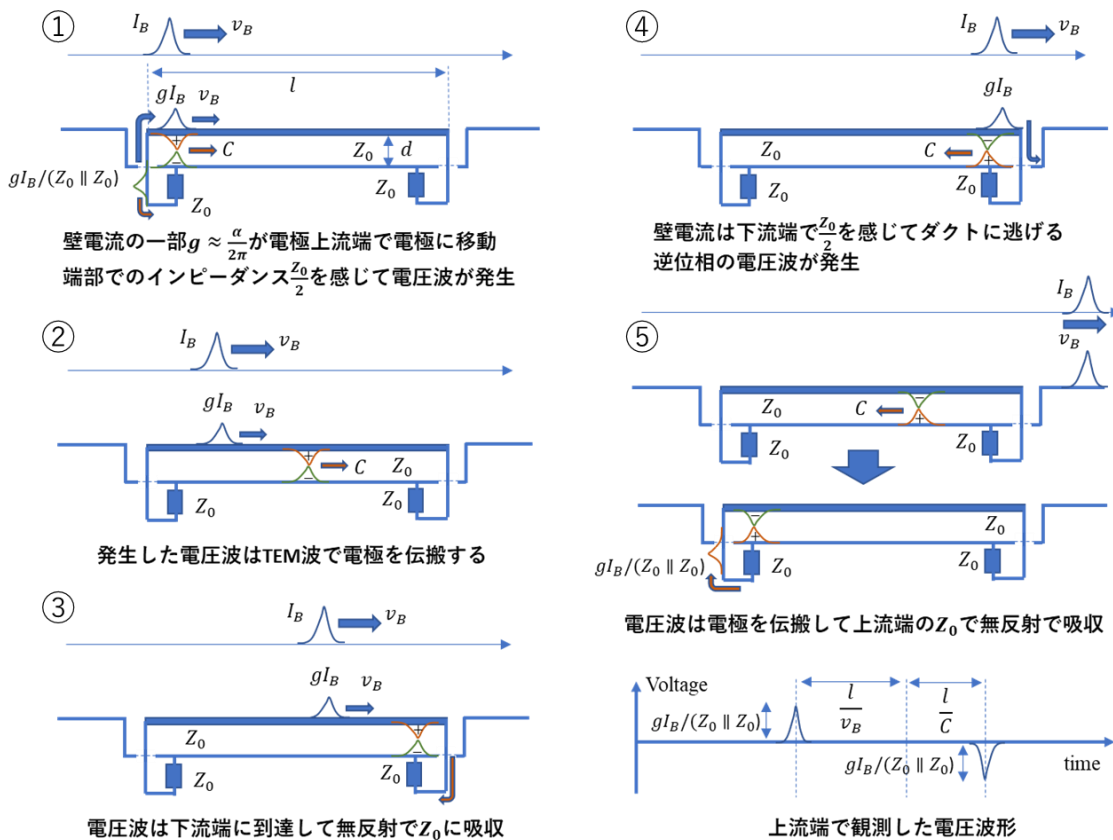 ①
I_B
v_B
l
gI_B v_B
+
−
C
Z_0
d
gI_B/(Z_0 ∥ Z_0)
Z_0
Z_0
壁電流の一部g ≈ α/2πが電極上流端で電極に移動
端部でのインピーダンスZ_0/2を感じて電圧波が発生
②
I_B
v_B
gI_B
v_B
+
−
C
Z_0
Z_0
Z_0
発生した電圧波はTEM波で電極を伝搬する
③
I_B
v_B
gI_B
v_B
Z_0
+
−
Z_0
Z_0
電圧波は下流端に到達して無反射でZ_0に吸収
④
I_B
v_B
gI_B
Z_0
C
−
+
Z_0
Z_0
壁電流は下流端でZ_0/2を感じてダクトに逃げる
逆位相の電圧波が発生
⑤
I_B
v_B
Z_0
C
−
+
Z_0
Z_0
−
+
Z_0
gI_B/(Z_0 ∥ Z_0)
Z_0
Z_0
電圧波は電極を伝搬して上流端のZ_0で無反射で吸収
Voltage
gI_B/(Z_0 ∥ Z_0)
l/v_B
l/C
gI_B/(Z_0 ∥ Z_0)
time
上流端で観測した電圧波形